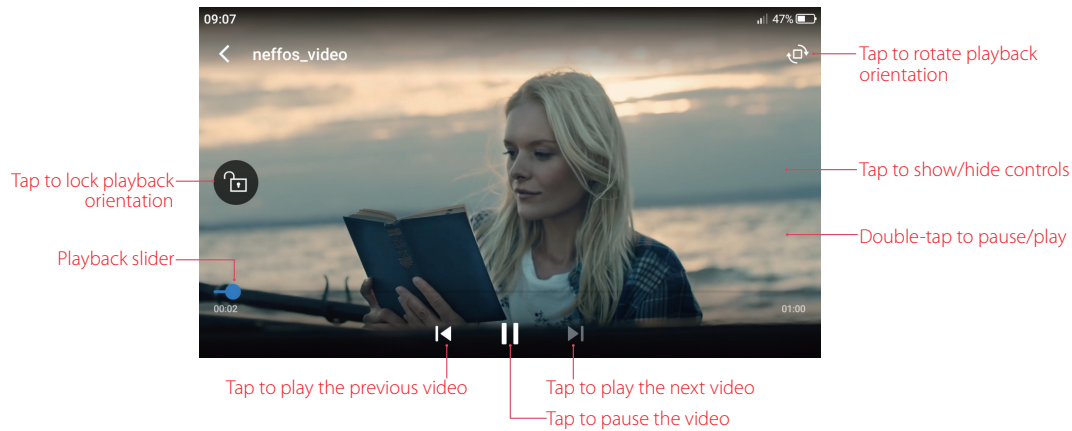 09:07
47%
neffos_video
Tap to rotate playback
orientation
Tap to lock playback
orientation
Tap to show/hide controls
Double-tap to pause/play
Playback slider
00:02
01:00
Tap to play the previous video
Tap to play the next video
Tap to pause the video